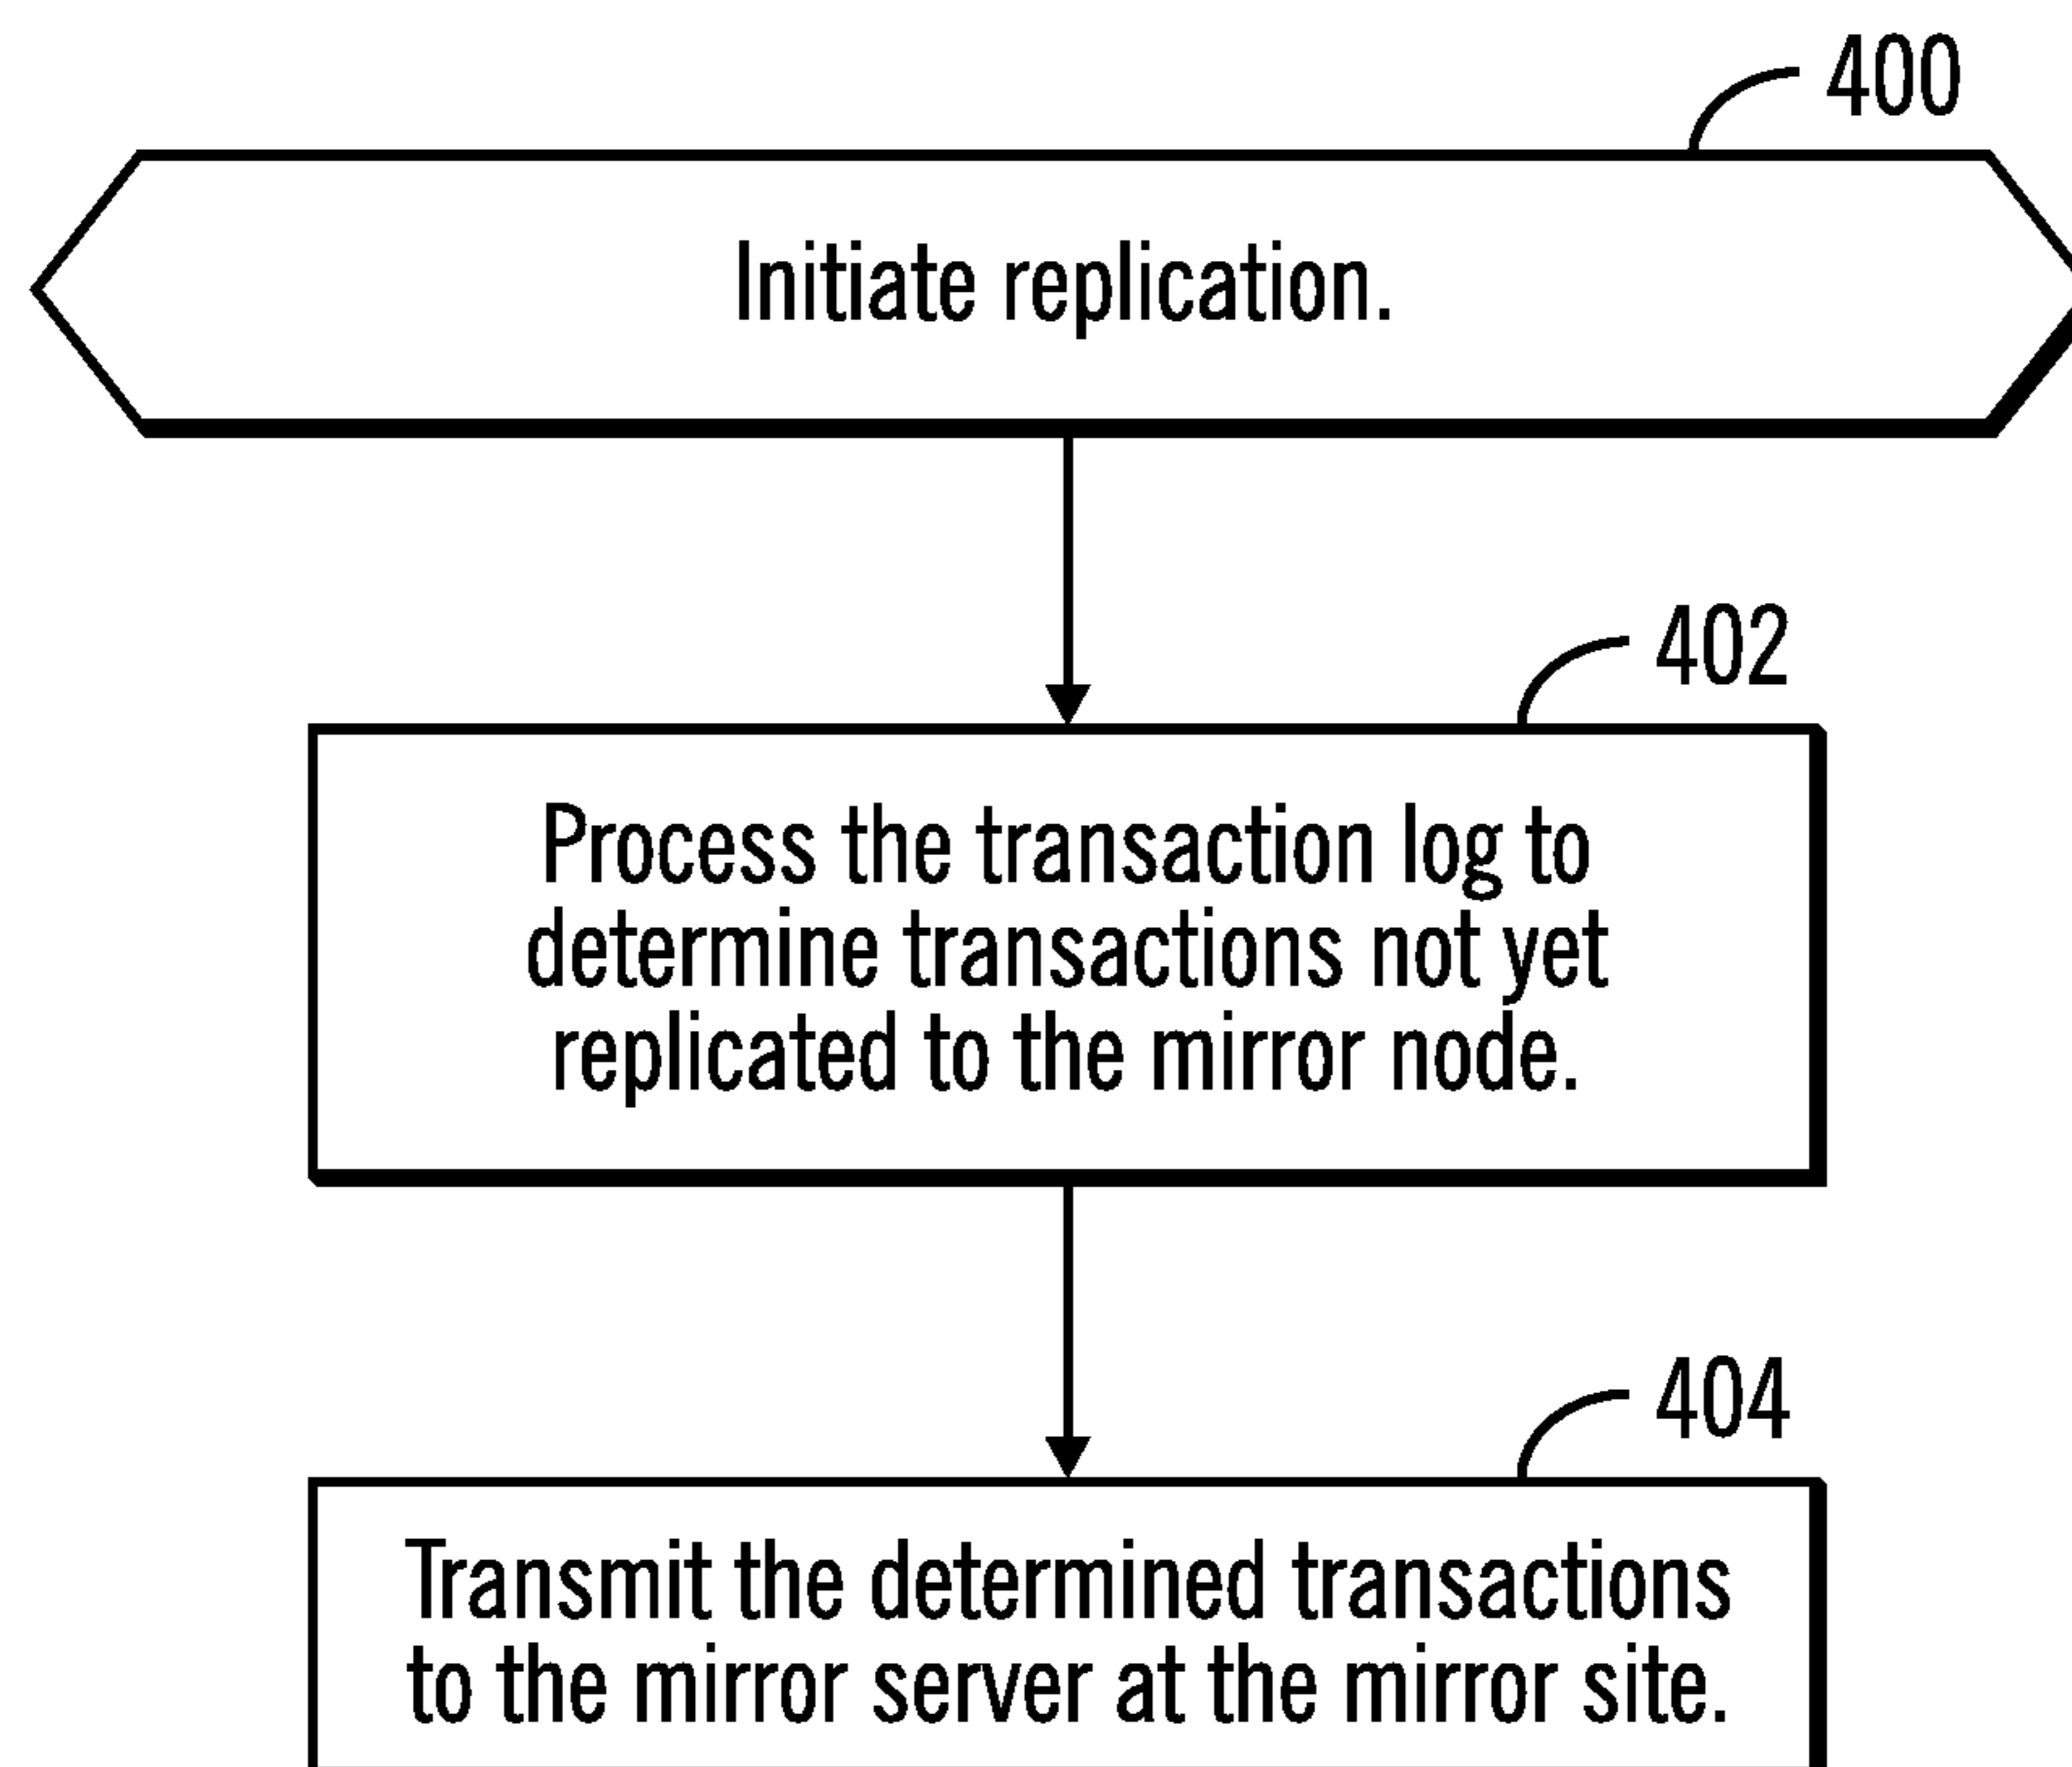 400
Initiate replication.
402
Process the transaction log to
determine transactions not yet
replicated to the mirror node.
404
Transmit the determined transactions
to the mirror server at the mirror site.